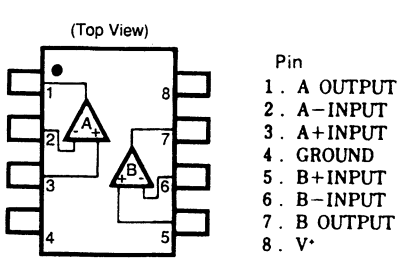 (Top View)
1
8
A
- +
2
7
B
+ -
3
6
4
5
Pin
1. A OUTPUT
2. A−INPUT
3. A+INPUT
4. GROUND
5. B+INPUT
6. B−INPUT
7. B OUTPUT
8. V⁺